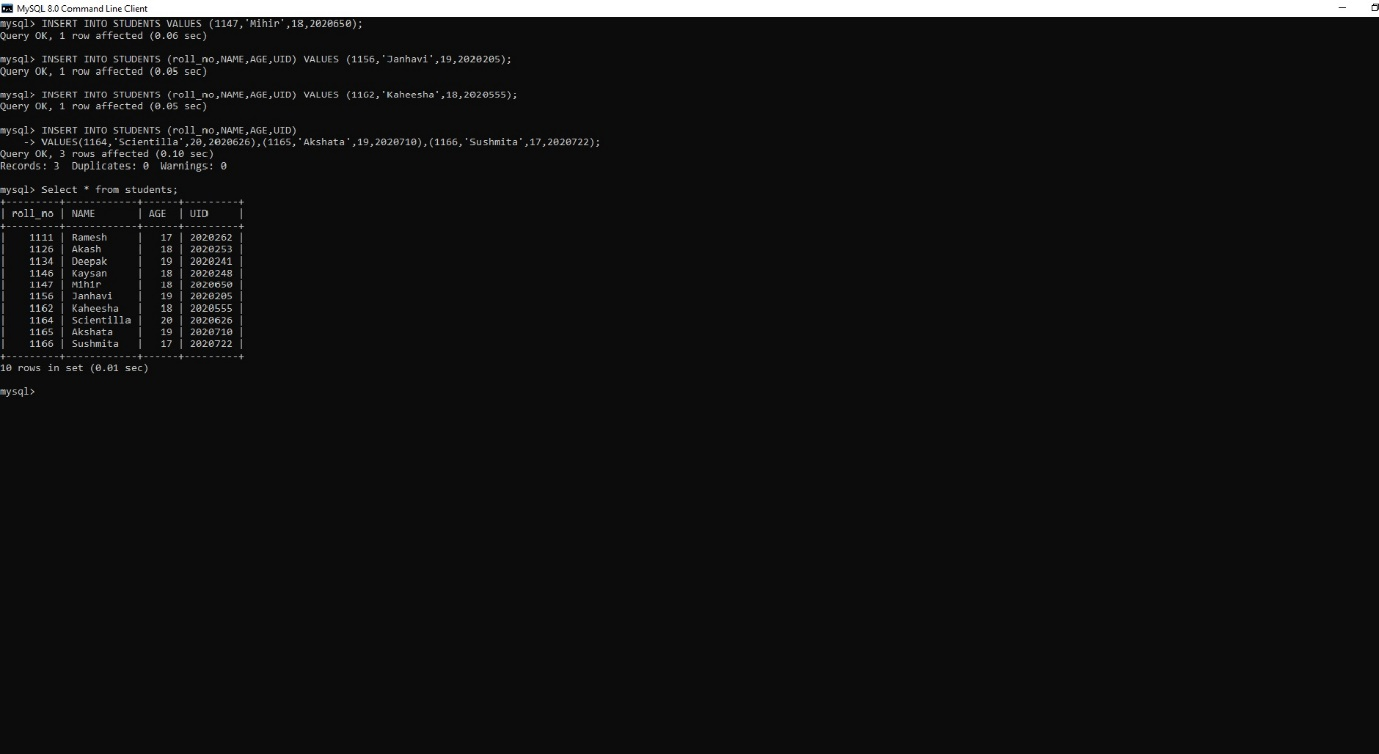 MySQL 8.0 Command Line Client
mysql> INSERT INTO STUDENTS VALUES (1147,'Mihir',18,2020650);
Query OK, 1 row affected (0.06 sec)
mysql> INSERT INTO STUDENTS (roll_no,NAME,AGE,UID) VALUES (1156,'Janhavi',19,2020205);
Query OK, 1 row affected (0.05 sec)
mysql> INSERT INTO STUDENTS (roll_no,NAME,AGE,UID) VALUES (1162,'Kaheesha',18,2020555);
Query OK, 1 row affected (0.05 sec)
mysql> INSERT INTO STUDENTS (roll_no,NAME,AGE,UID)
    -> VALUES(1164,'Scientilla',20,2020626),(1165,'Akshata',19,2020710),(1166,'Sushmita',17,2020722);
Query OK, 3 rows affected (0.10 sec)
Records: 3  Duplicates: 0  Warnings: 0
mysql> Select * from students;
+---------+------------+------+---------+
| roll_no | NAME       | AGE  | UID     |
+---------+------------+------+---------+
|    1111 | Ramesh     |   17 | 2020262 |
|    1126 | Akash      |   18 | 2020253 |
|    1134 | Deepak     |   19 | 2020241 |
|    1146 | Kaysan     |   18 | 2020248 |
|    1147 | Mihir      |   18 | 2020650 |
|    1156 | Janhavi    |   19 | 2020205 |
|    1162 | Kaheesha   |   18 | 2020555 |
|    1164 | Scientilla |   20 | 2020626 |
|    1165 | Akshata    |   19 | 2020710 |
|    1166 | Sushmita   |   17 | 2020722 |
+---------+------------+------+---------+
10 rows in set (0.01 sec)
mysql>